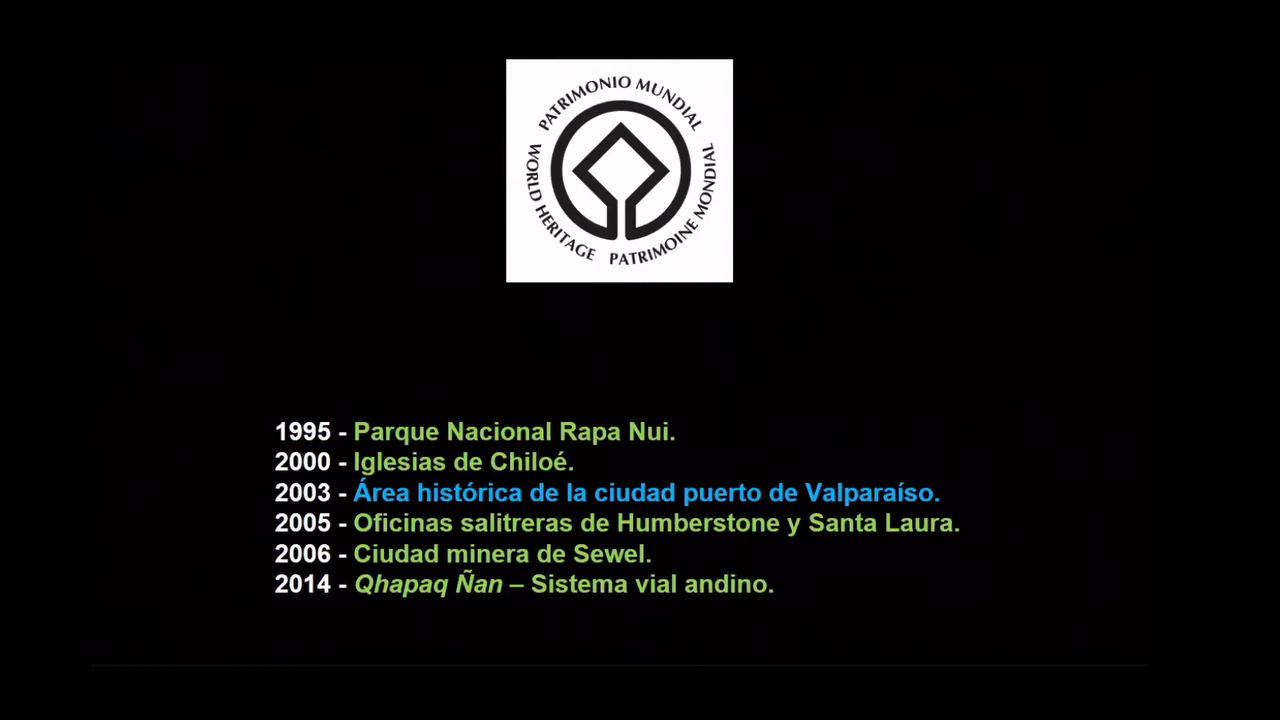 PATRIMONIO MUNDIAL
WORLD HERITAGE
PATRIMOINE MONDIAL
1995 - Parque Nacional Rapa Nui.
2000 - Iglesias de Chiloé.
2003 - Área histórica de la ciudad puerto de Valparaíso.
2005 - Oficinas salitreras de Humberstone y Santa Laura.
2006 - Ciudad minera de Sewel.
2014 - Qhapaq Ñan – Sistema vial andino.